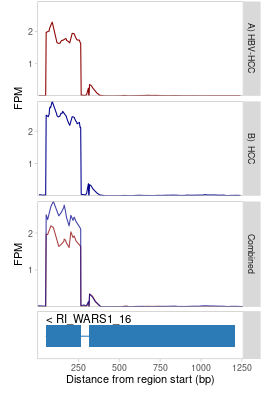 A) HBV-HCC
2
1
FPM
B) HCC
2
1
Combined
2
1
FPM
< RI_WARS1_16
250
500
750
1000
1250
Distance from region start (bp)